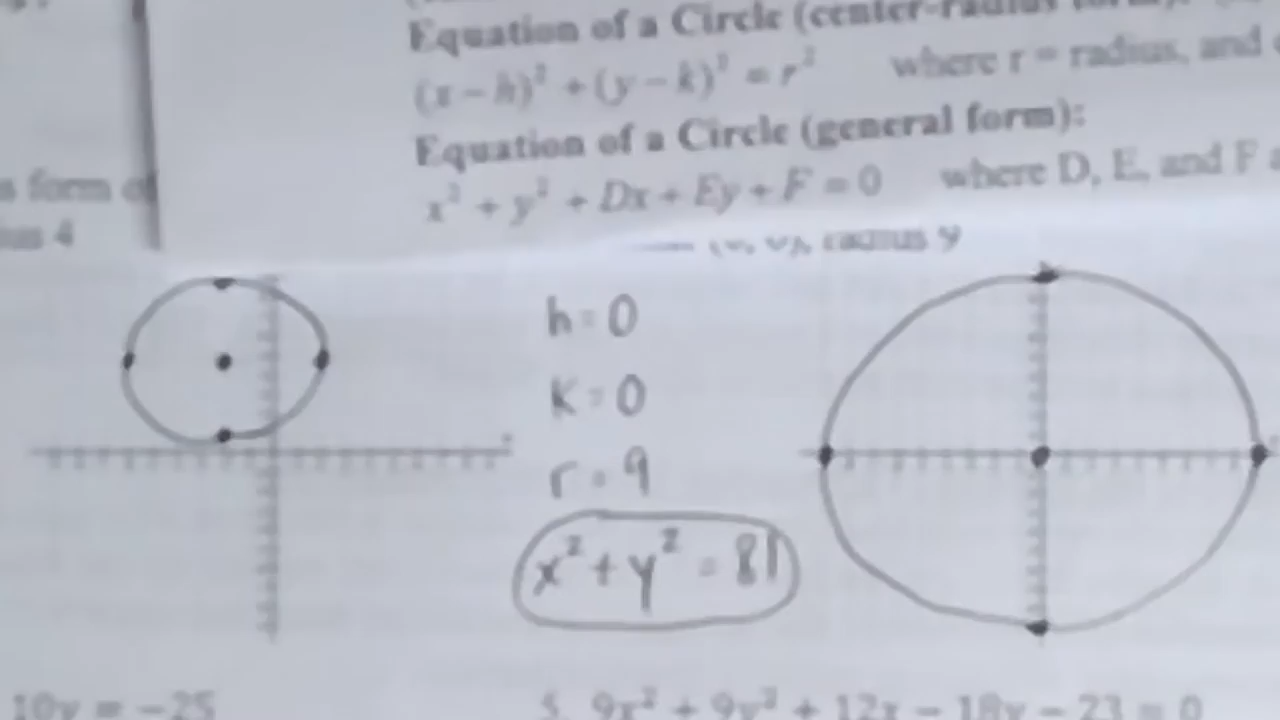 Equation of a Circle (center-radius form):
(x – h)² + (y – k)² = r² where r = radius, and
Equation of a Circle (general form):
x² + y² + Dx + Ey + F = 0 where D, E, and F
form
4
radius 9
h = 0
K = 0
r = 9
x² + y² = 81
10y = −25
5. 9x² + 9y² + 12x − 18y − 23 = 0